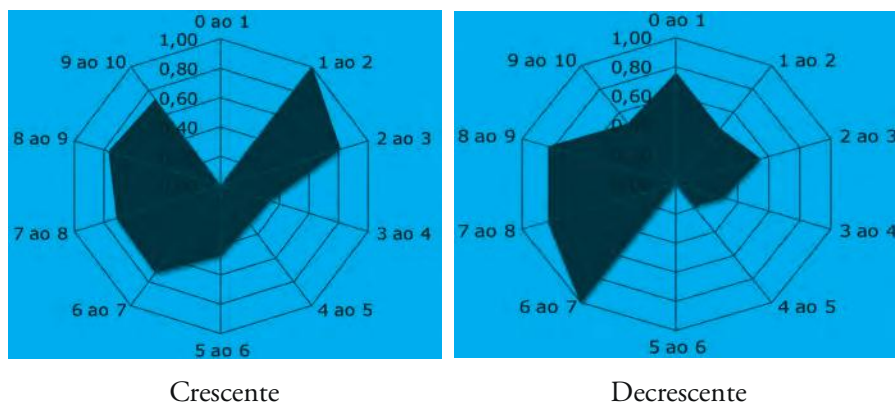 0 ao 1
1,00
9 ao 10
1 ao 2
0,80
0,60
0,40
8 ao 9
2 ao 3
7 ao 8
3 ao 4
6 ao 7
4 ao 5
5 ao 6
Crescente
0 ao 1
1,00
9 ao 10
1 ao 2
0,80
0,60
8 ao 9
2 ao 3
7 ao 8
3 ao 4
6 ao 7
4 ao 5
5 ao 6
Decrescente